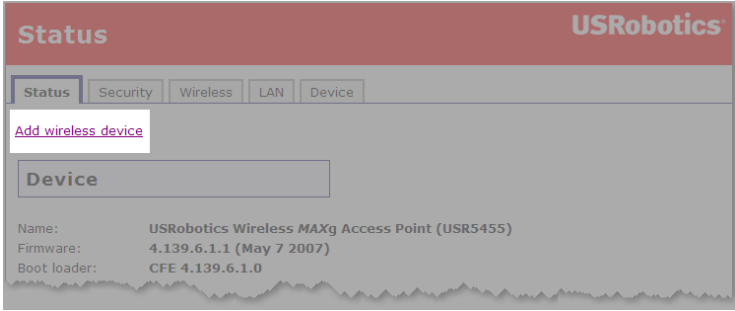 Status
USRobotics
Status Security Wireless LAN Device
Add wireless device
Device
Name: USRobotics Wireless MAXg Access Point (USR5455)
Firmware: 4.139.6.1.1 (May 7 2007)
Boot loader: CFE 4.139.6.1.0